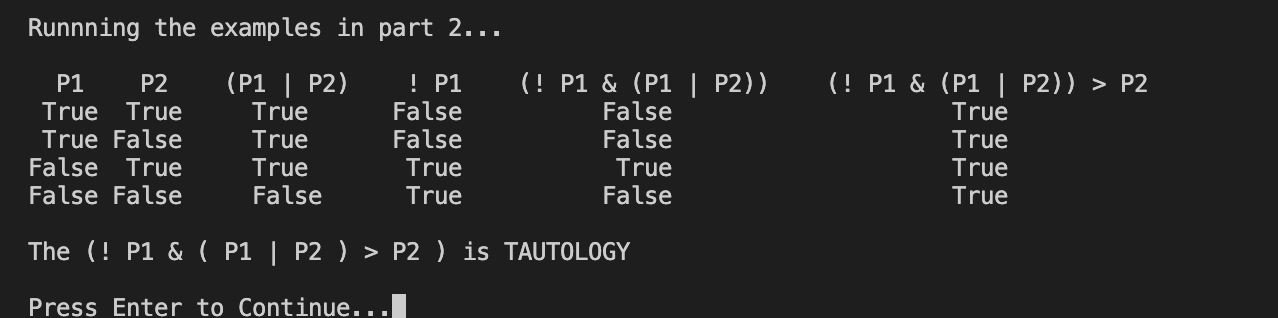 Runnning the examples in part 2...
P1 P2 (P1 | P2) ! P1 (! P1 & (P1 | P2)) (! P1 & (P1 | P2)) > P2
True True True False False True
True False True False False True
False True True True True True
False False False True False True
The (! P1 & ( P1 | P2 ) > P2 ) is TAUTOLOGY
Press Enter to Continue...